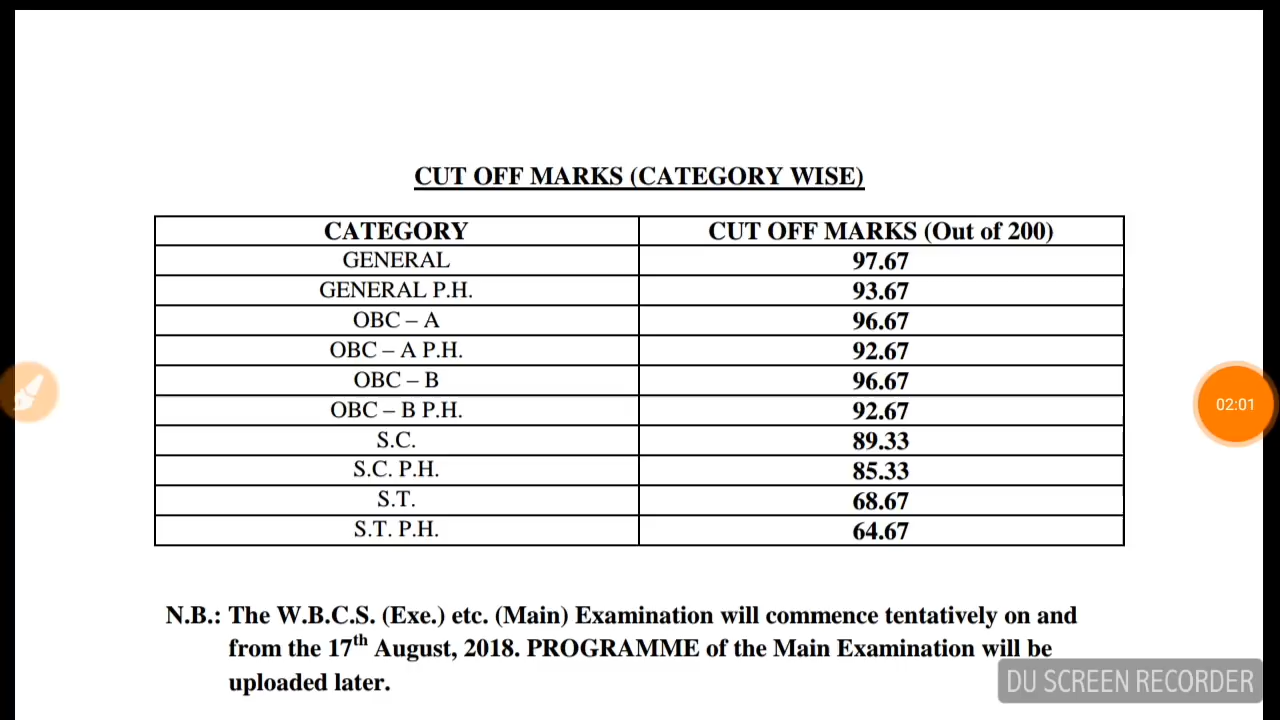 CUT OFF MARKS (CATEGORY WISE)
CATEGORY CUT OFF MARKS (Out of 200)
GENERAL 97.67
GENERAL P.H. 93.67
OBC – A 96.67
OBC – A P.H. 92.67
OBC – B 96.67
OBC – B P.H. 92.67
S.C. 89.33
S.C. P.H. 85.33
S.T. 68.67
S.T. P.H. 64.67
02:01
N.B.: The W.B.C.S. (Exe.) etc. (Main) Examination will commence tentatively on and
from the 17th August, 2018. PROGRAMME of the Main Examination will be
uploaded later.
DU SCREEN RECORDER